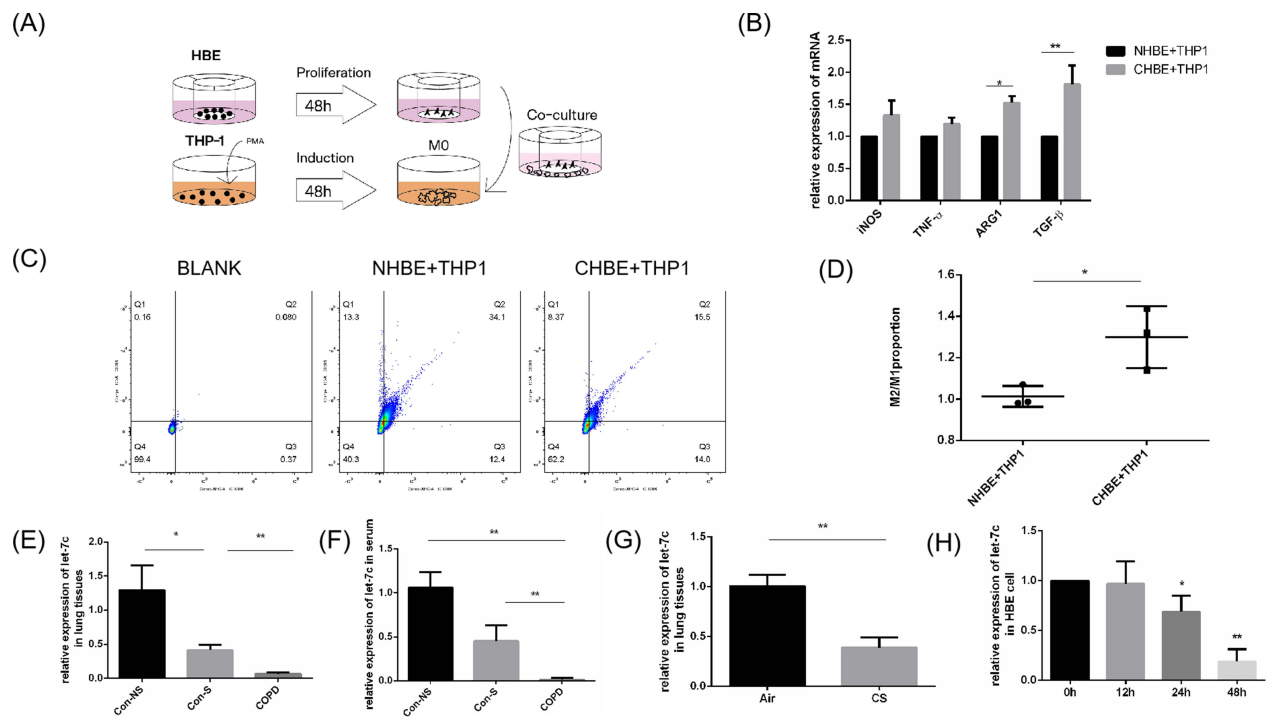 (A)
HBE
Proliferation
48h
THP-1
PMA
Induction
48h
M0
Co-culture
(B)
relative expression of mRNA
2.5
2.0
1.5
1.0
0.5
0.0
iNOS
TNF-α
ARG1
TGF-β
*
**
NHBE+THP1
CHBE+THP1
(C)
BLANK
NHBE+THP1
CHBE+THP1
Q1
0.16
Q2
0.080
Q4
99.4
Q3
0.37
Q1
13.3
Q2
34.1
Q4
40.3
Q3
12.4
Q1
8.37
Q2
15.5
Q4
62.2
Q3
14.0
(D)
M2/M1proportion
1.6
1.4
1.2
1.0
0.8
*
NHBE+THP1
CHBE+THP1
(E)
relative expression of let-7c
in lung tissues
2.0
1.5
1.0
0.5
0.0
*
**
Con-NS
Con-S
COPD
(F)
relative expression of let-7c in serum
1.5
1.0
0.5
0.0
**
**
Con-NS
Con-S
COPD
(G)
relative expression of let-7c
in lung tissues
1.5
1.0
0.5
0.0
**
Air
CS
(H)
relative expression of let-7c
in HBE cell
1.5
1.0
0.5
0.0
*
**
0h
12h
24h
48h